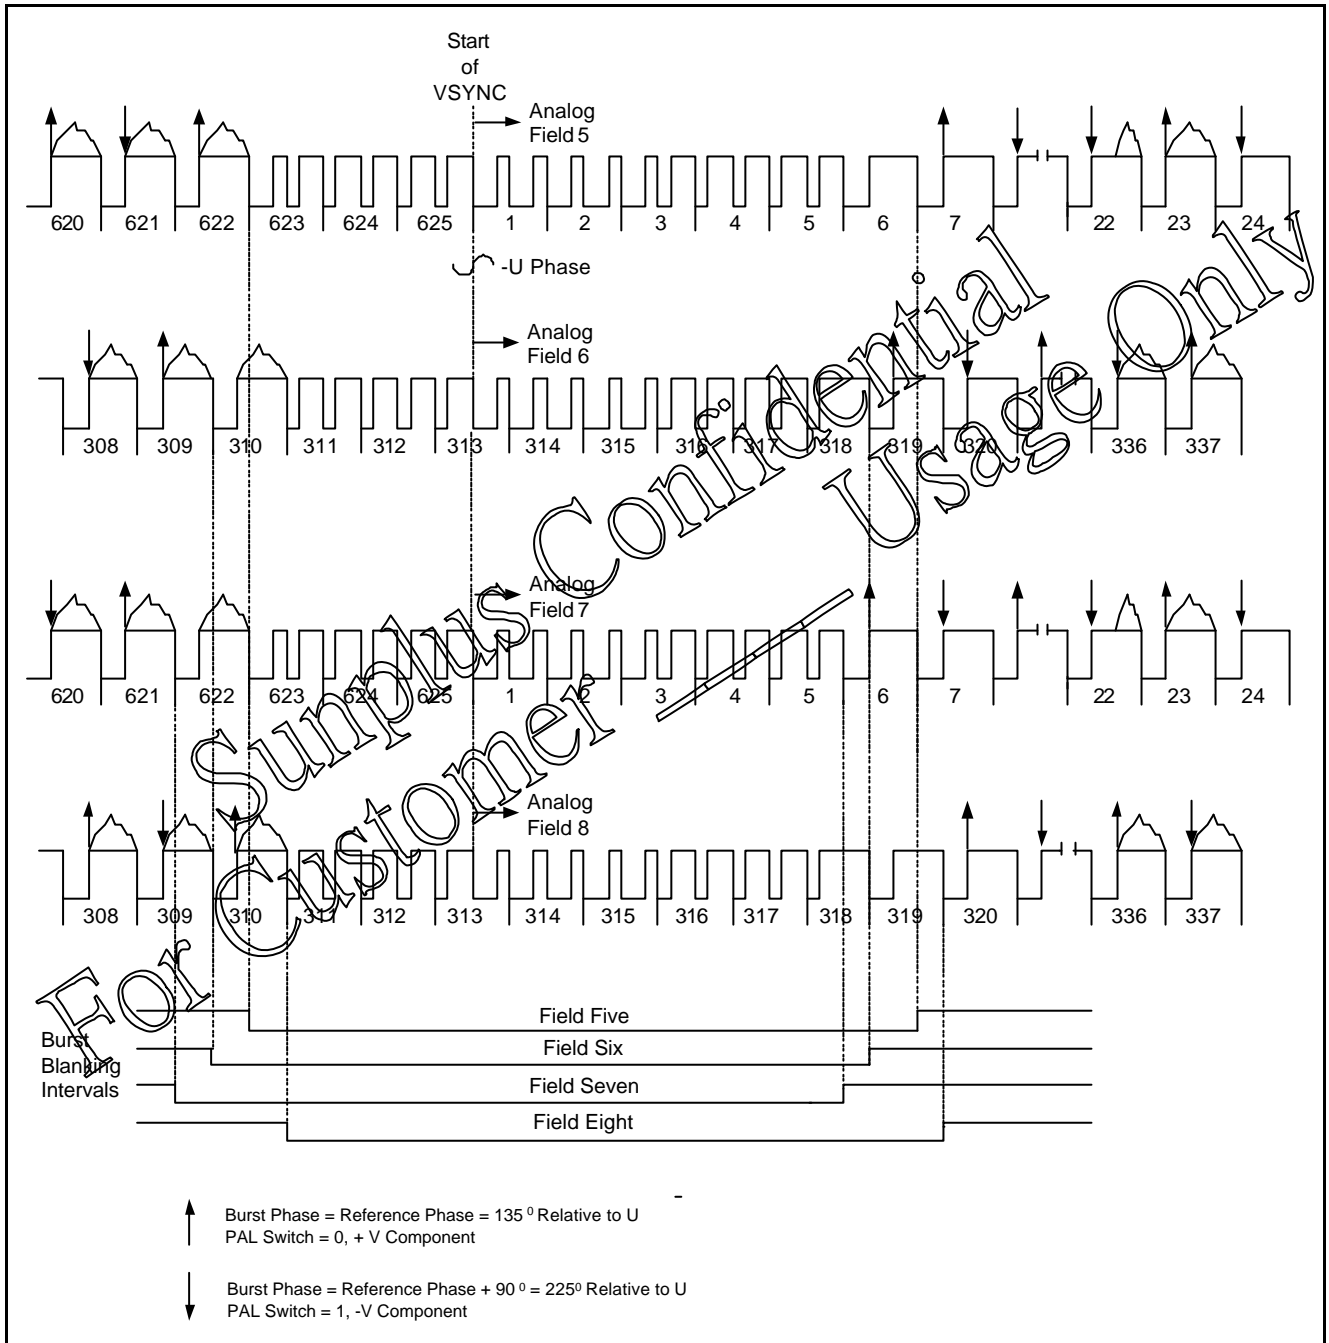 Start
of
VSYNC
Analog
Field 5
620 621 622 623 624 625 1 2 3 4 5 6 7 22 23 24
-U Phase
Analog
Field 6
308 309 310 311 312 313 314 315 316 317 318 319 320 336 337
Analog
Field 7
620 621 622 623 624 625 1 2 3 4 5 6 7 22 23 24
Analog
Field 8
308 309 310 311 312 313 314 315 316 317 318 319 320 336 337
Sunplus Confidential
For Customer Usage Only
Burst
Blanking
Intervals
Field Five
Field Six
Field Seven
Field Eight
Burst Phase = Reference Phase = 135 ⁰ Relative to U
PAL Switch = 0, + V Component
Burst Phase = Reference Phase + 90 ⁰ = 225⁰ Relative to U
PAL Switch = 1, -V Component